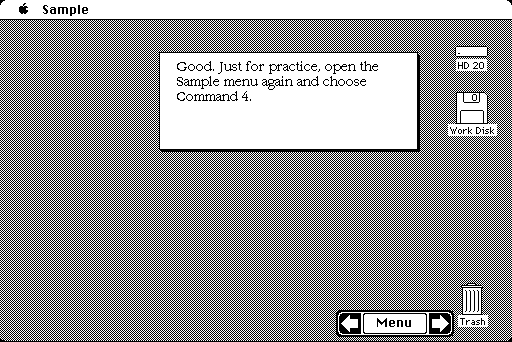 Sample
Good. Just for practice, open the
Sample menu again and choose
Command 4.
HD 20
Work Disk
Trash
Menu